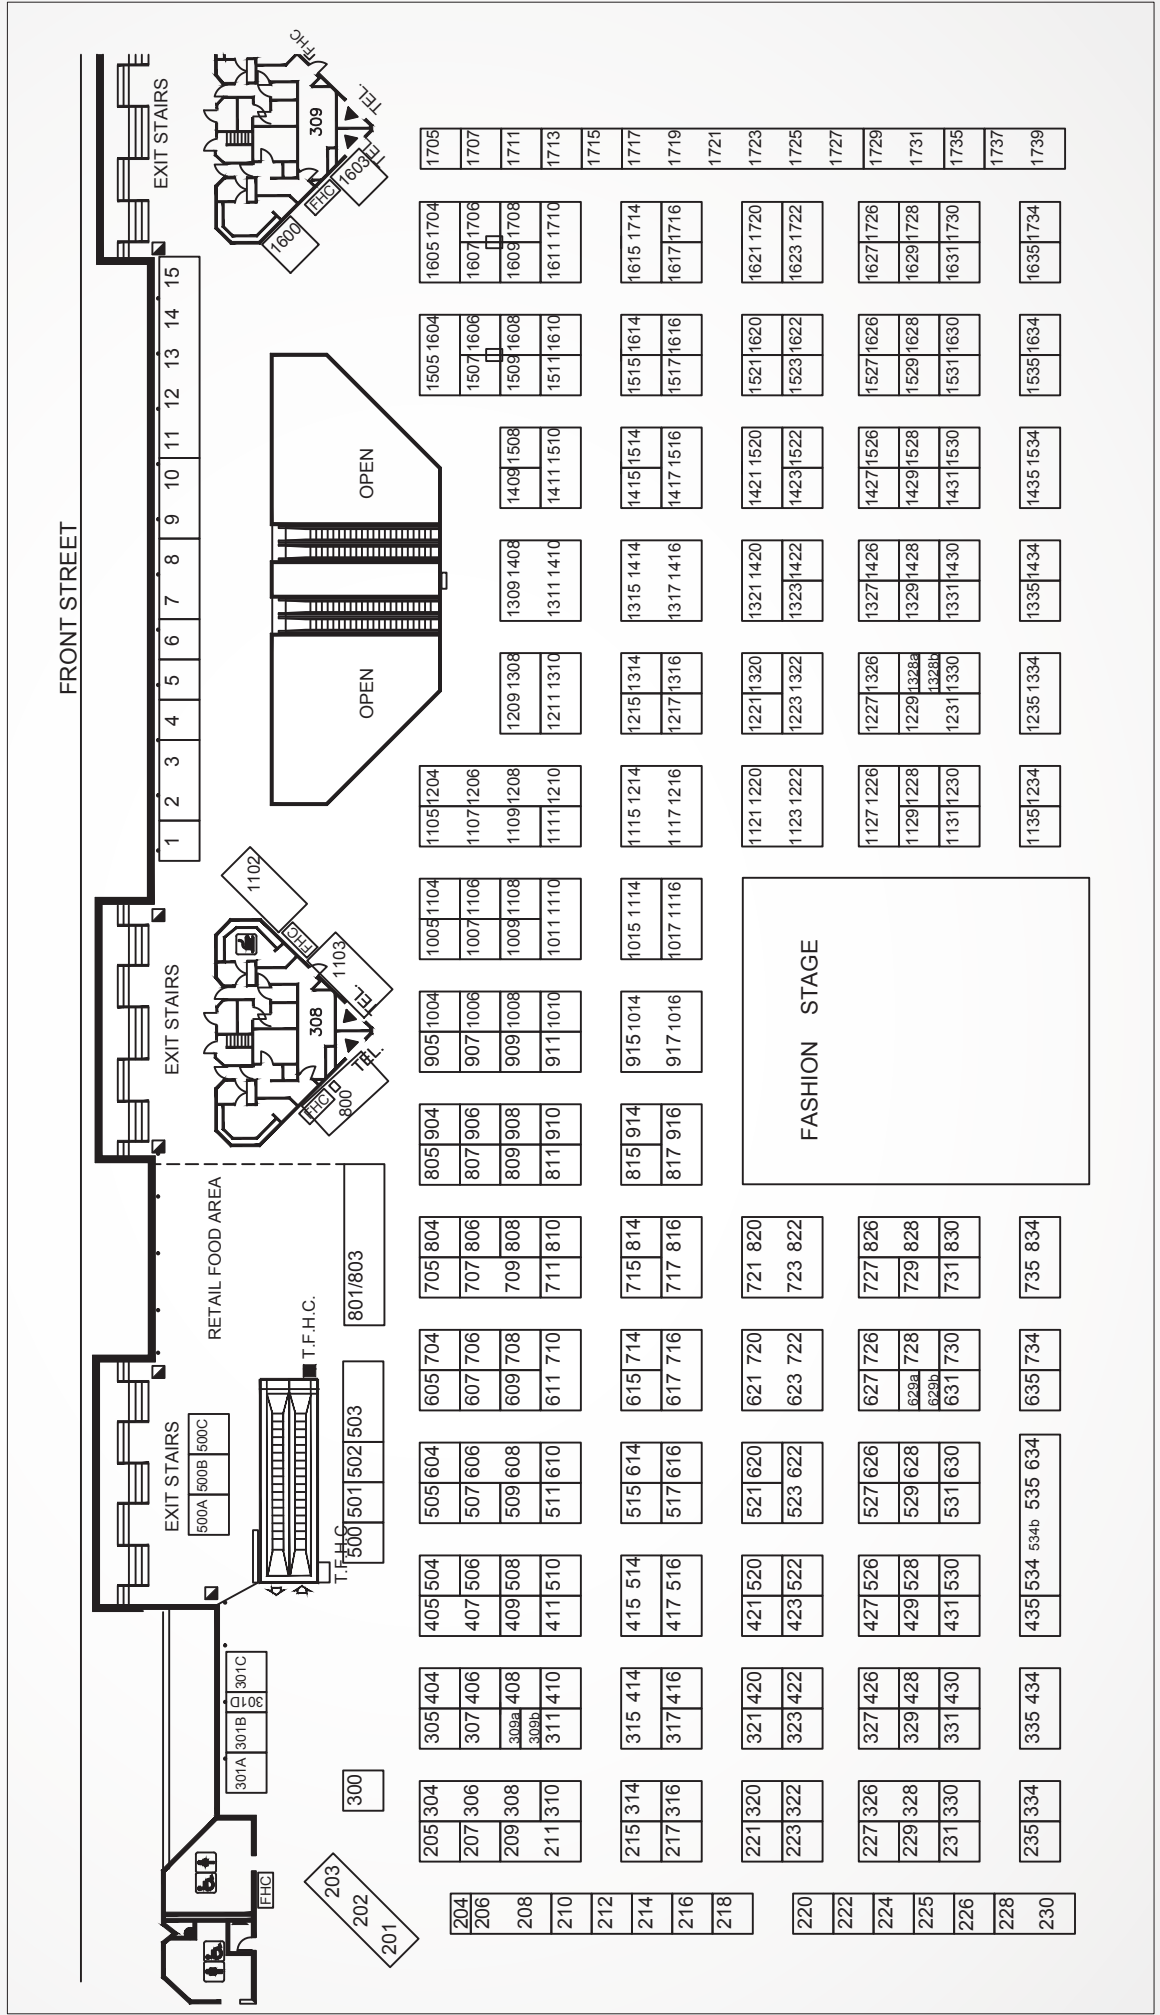 FRONT STREET
FHC
TEL.
309
TEL.
EXIT STAIRS
FHC
1603
1600
1705 1707 1711 1713 1715 1717 1719 1721 1723 1725 1727 1729 1731 1735 1737 1739
1704 1706 1708 1710 1714 1716 1720 1722 1726 1728 1730 1734
1605 1607 1609 1611 1615 1617 1621 1623 1627 1629 1631 1635
15
14
13
12
11
10
9
8
7
6
5
4
3
2
1
1604 1606 1608 1610 1614 1616 1620 1622 1626 1628 1630 1634
1505 1507 1509 1511 1515 1517 1521 1523 1527 1529 1531 1535
OPEN
1508 1510 1514 1516 1520 1522 1526 1528 1530 1534
1409 1411 1415 1417 1421 1423 1427 1429 1431 1435
1408 1410 1414 1416 1420 1422 1426 1428 1430 1434
1309 1311 1315 1317 1321 1323 1327 1329 1331 1335
OPEN
1308 1310 1314 1316 1320 1322 1326 1328a 1328b 1330 1334
1209 1211 1215 1217 1221 1223 1227 1229 1231 1235
1204 1206 1208 1210 1214 1216 1220 1222 1226 1228 1230 1234
1105 1107 1109 1111 1115 1117 1121 1123 1127 1129 1131 1135
1102
FHC
1103
1104 1106 1108 1110 1114 1116
1005 1007 1009 1011 1015 1017
EXIT STAIRS
308
TEL.
TEL.
FHC
800
1004 1006 1008 1010 1014 1016
905 907 909 911 915 917
FASHION STAGE
904 906 908 910 914 916
805 807 809 811 815 817
RETAIL FOOD AREA
801/803
T.F.H.C.
804 806 808 810 814 816 820 822 826 828 830 834
705 707 709 711 715 717 721 723 727 729 731 735
704 706 708 710 714 716 720 722 726 728 730 734
605 607 609 611 615 617 621 623 627 629a 629b 631 635
EXIT STAIRS
500C
500B
500A
503
502
501
500
T.F.H.C.
604 606 608 610 614 616 620 622 626 628 630 634
505 507 509 511 515 517 521 523 527 529 531 535
534b
504 506 508 510 514 516 520 522 526 528 530 534
405 407 409 411 415 417 421 423 427 429 431 435
301C
301D
301B
301A
404 406 408 410 414 416 420 422 426 428 430 434
305 307 309a 309b 311 315 317 321 323 327 329 331 335
300
304 306 308 310 314 316 320 322 326 328 330 334
205 207 209 211 215 217 221 223 227 229 231 235
FHC
203
202
201
204 206 208 210 212 214 216 218 220 222 224 225 226 228 230